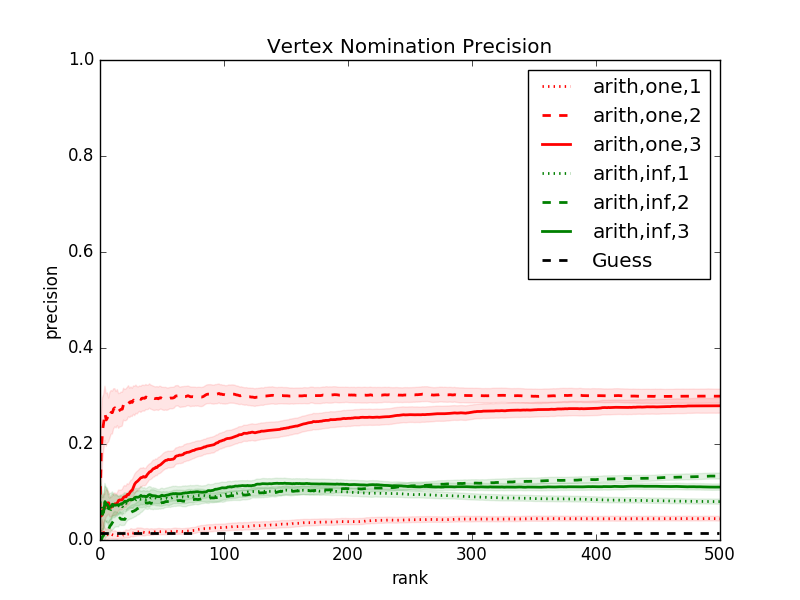 Vertex Nomination Precision
1.0
0.8
0.6
0.4
0.2
0.0
precision
0 100 200 300 400 500
rank
arith,one,1
arith,one,2
arith,one,3
arith,inf,1
arith,inf,2
arith,inf,3
Guess